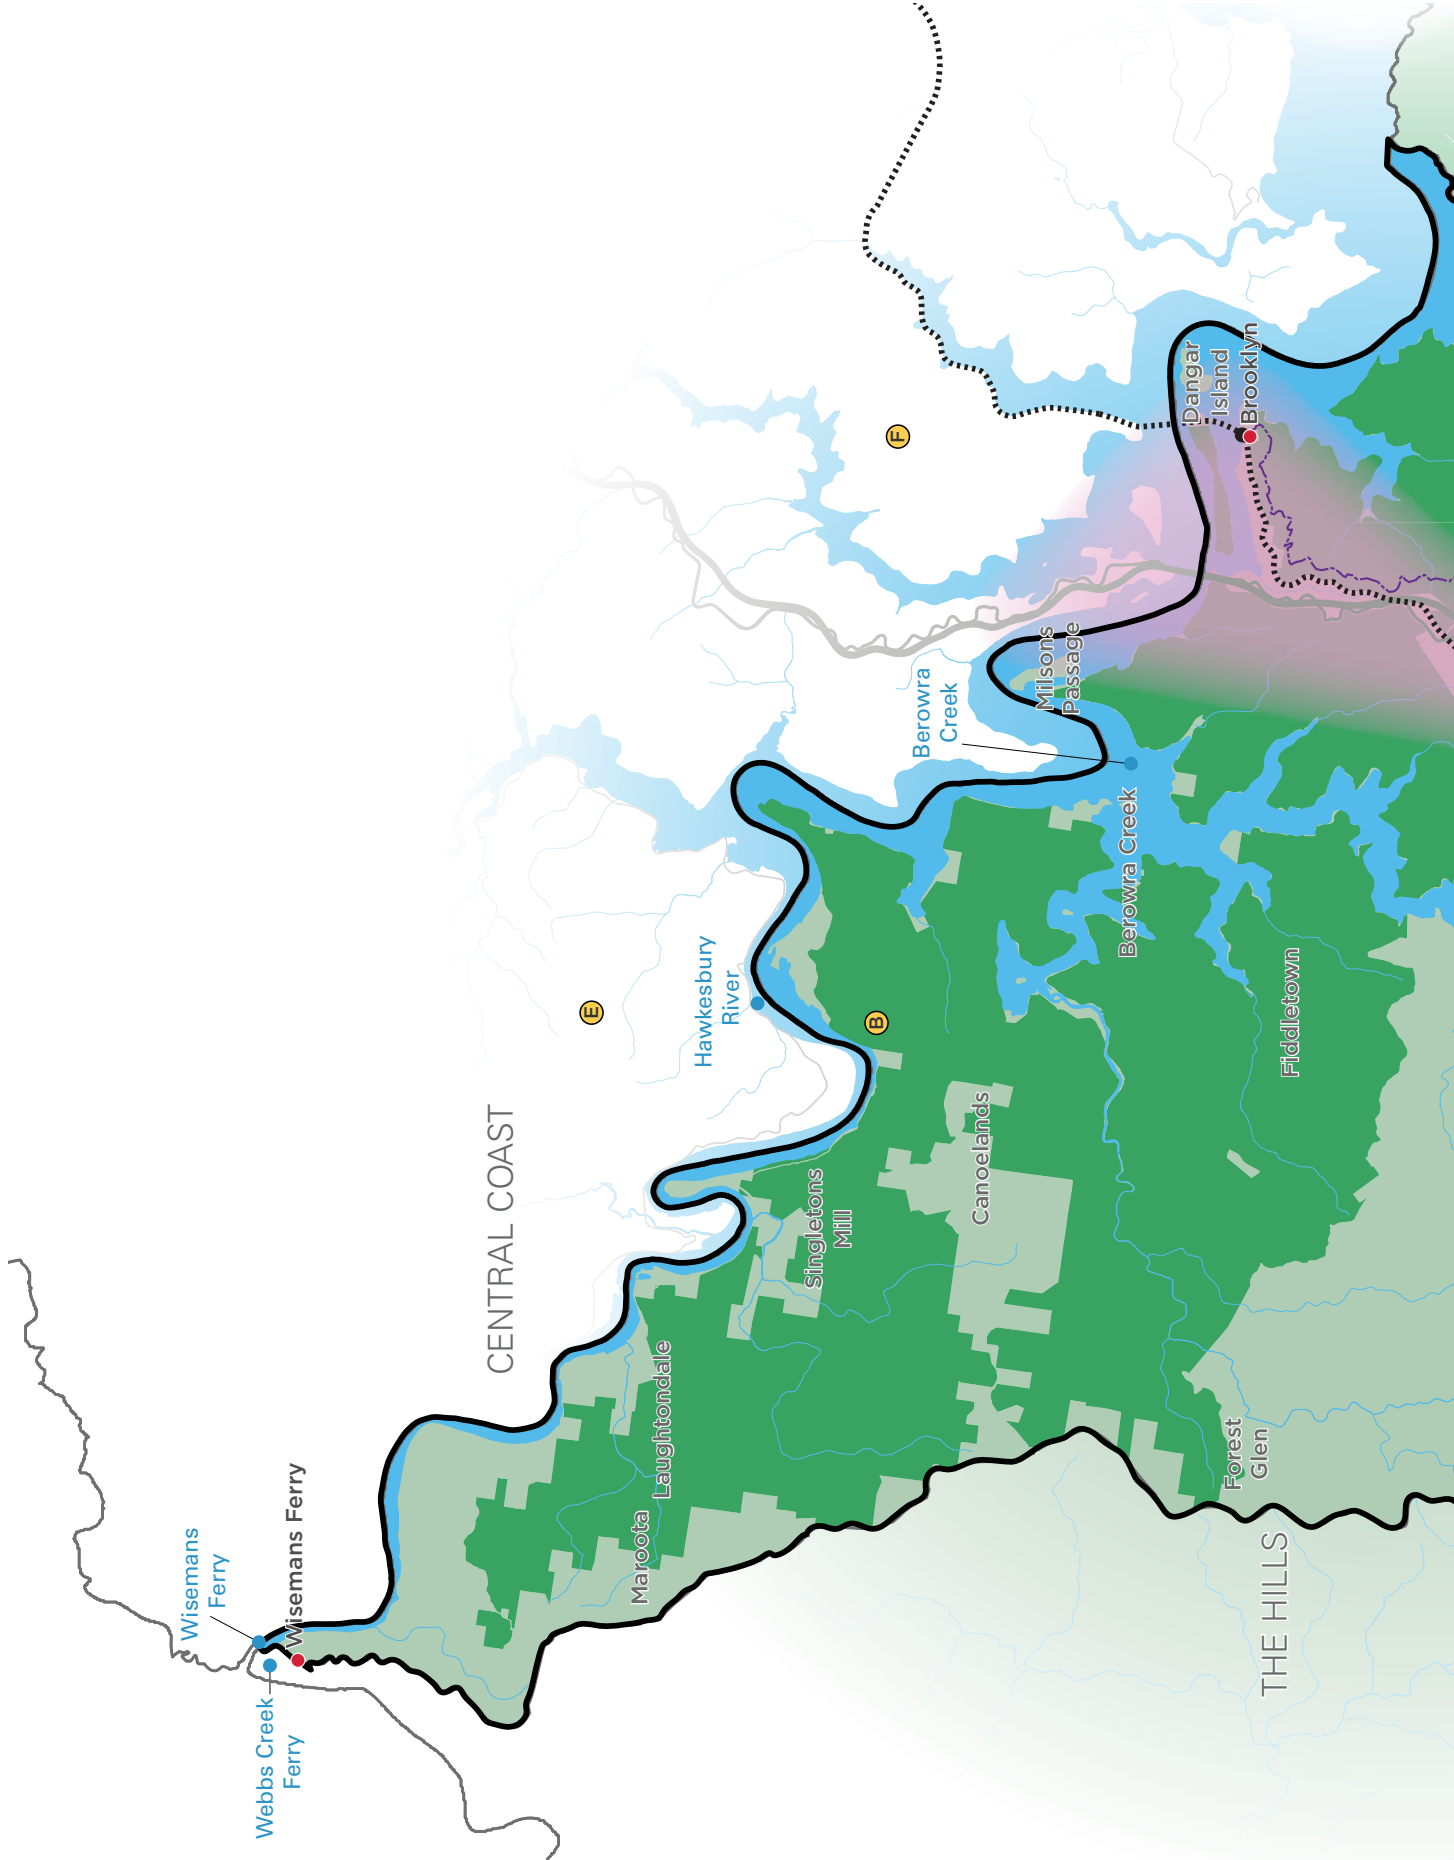 Wisemans
Ferry
Webbs Creek
Ferry
Wisemans Ferry
CENTRAL COAST
E
Maroota
Laughtondale
Hawkesbury
River
Singletons
Mill
B
F
Berowra
Creek
Canoelands
Milsons
Passage
Berowra Creek
Dangar
Island
Forest
Glen
Brooklyn
THE HILLS
Fiddletown